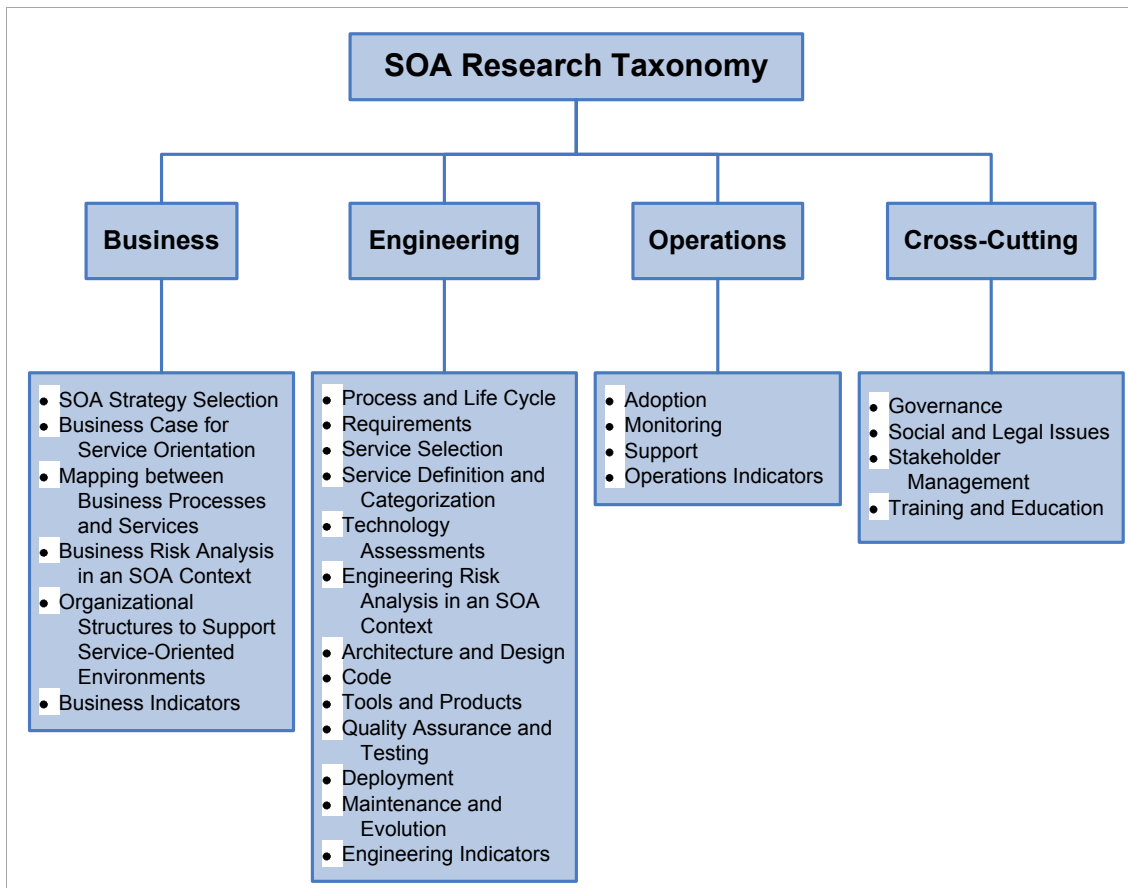 SOA Research Taxonomy
Business
Engineering
Operations
Cross-Cutting
• SOA Strategy Selection
• Business Case for
Service Orientation
• Mapping between
Business Processes
and Services
• Business Risk Analysis
in an SOA Context
• Organizational
Structures to Support
Service-Oriented
Environments
• Business Indicators
• Process and Life Cycle
• Requirements
• Service Selection
• Service Definition and
Categorization
• Technology
Assessments
• Engineering Risk
Analysis in an SOA
Context
• Architecture and Design
• Code
• Tools and Products
• Quality Assurance and
Testing
• Deployment
• Maintenance and
Evolution
• Engineering Indicators
• Adoption
• Monitoring
• Support
• Operations Indicators
• Governance
• Social and Legal Issues
• Stakeholder
Management
• Training and Education